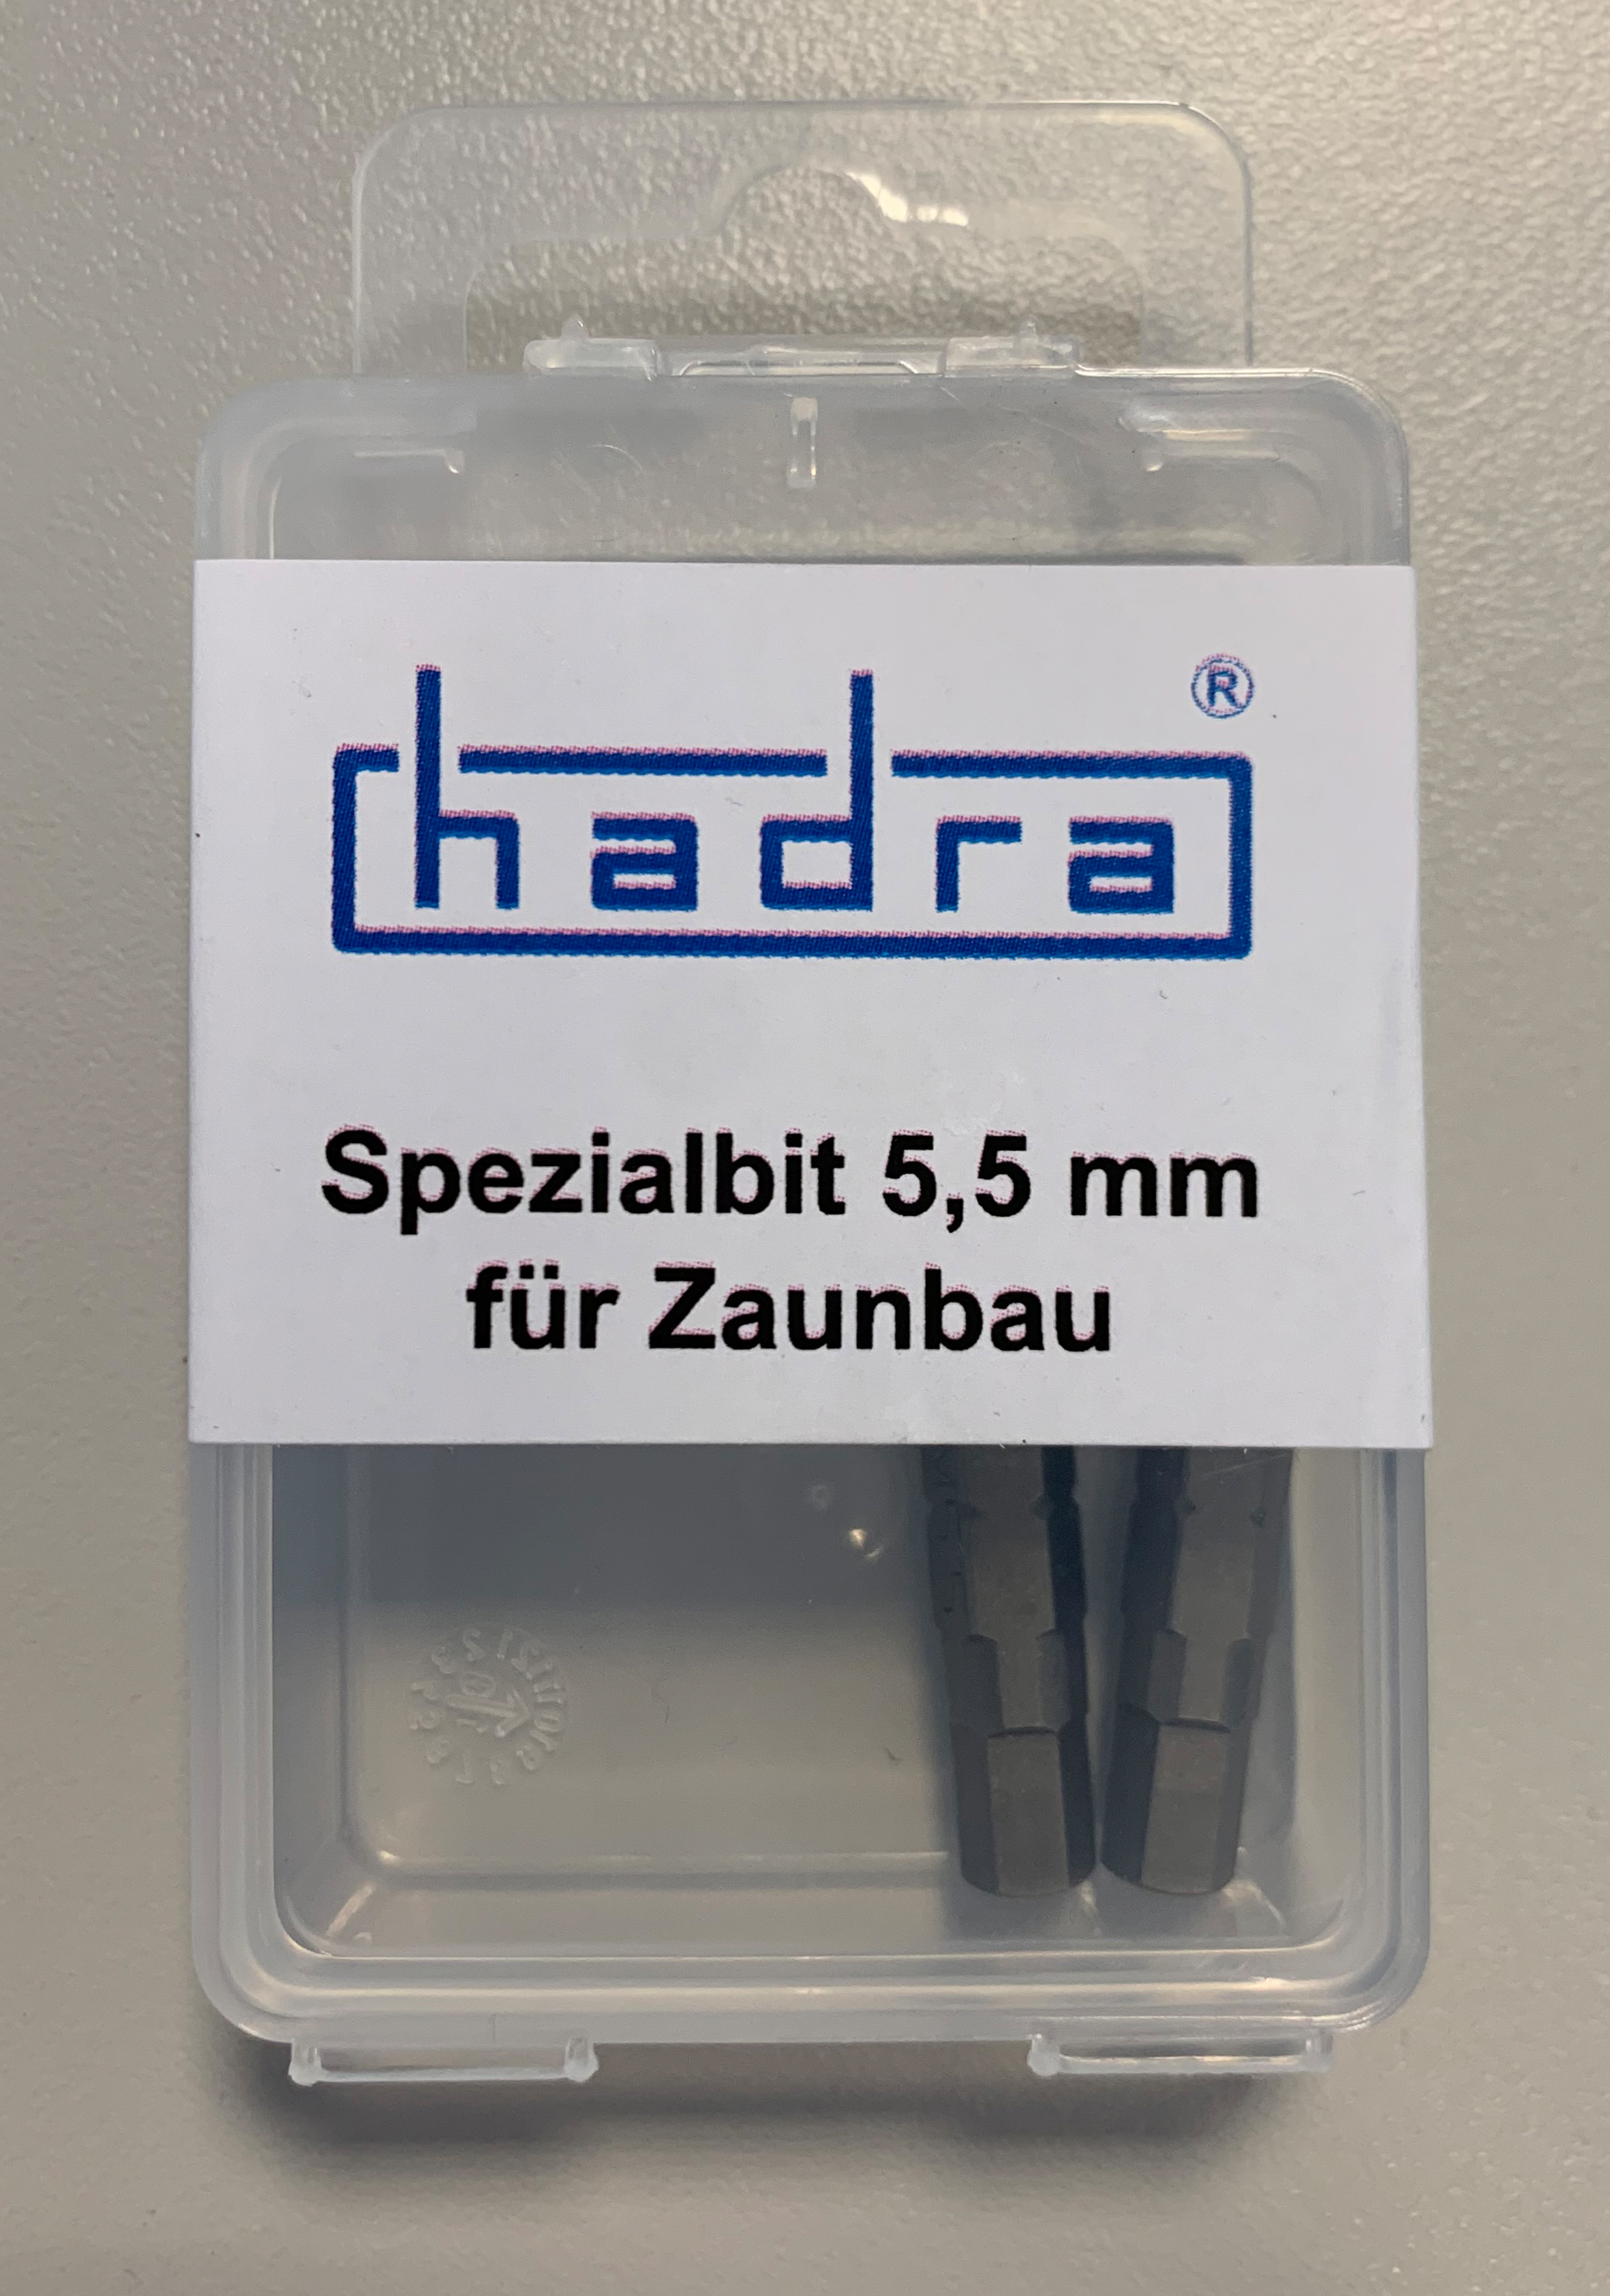 hadra ®
Spezialbit 5,5 mm
für Zaunbau